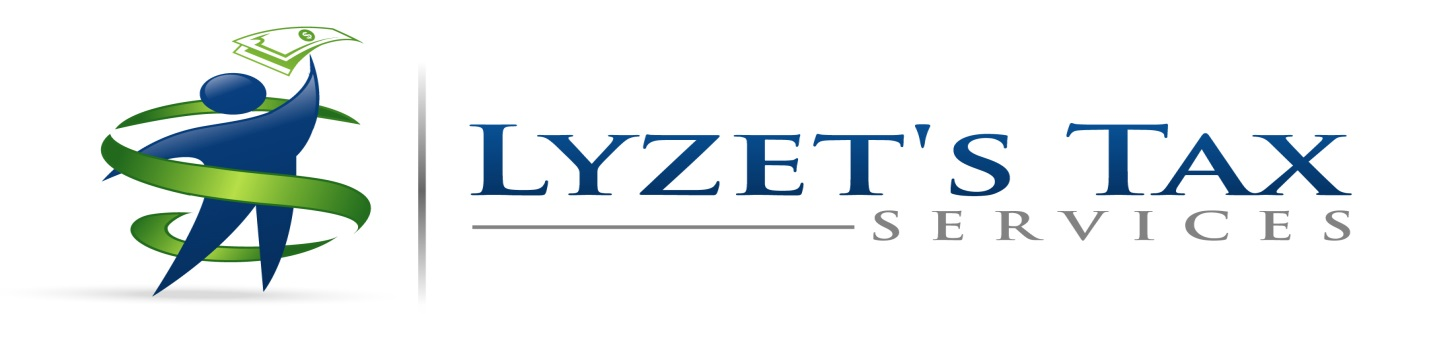 $
LYZET'S TAX
SERVICES